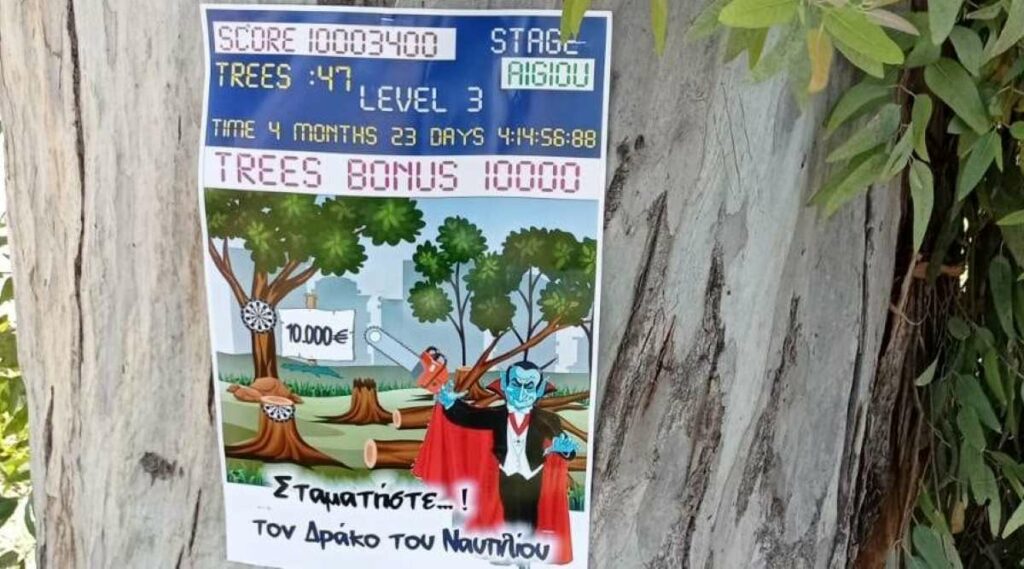 SCORE 10003400
STAGE
AIGIOU
TREES :47
LEVEL 3
TIME 4 MONTHS 23 DAYS 4:14:56:88
TREES BONUS 10000
10.000€
Σταματήστε...!
τον Δράκο του Ναυπλίου